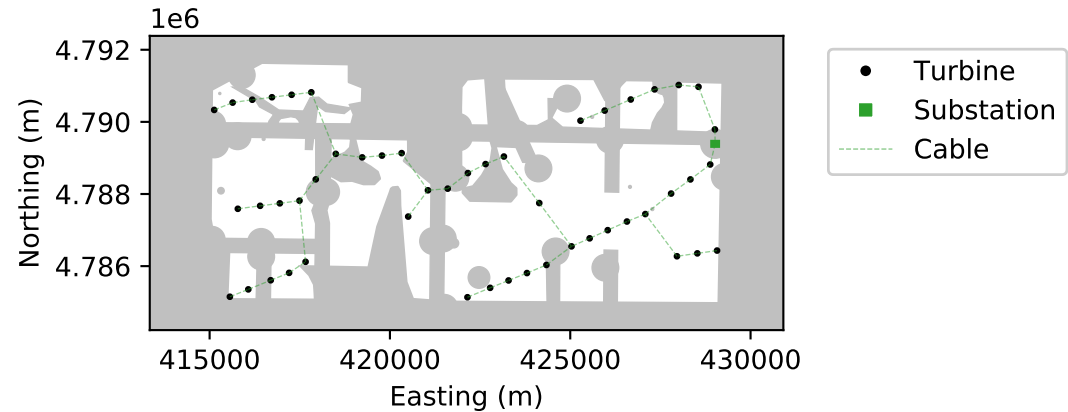 1e6
4.792
4.790
4.788
4.786
Northing (m)
415000 420000 425000 430000
Easting (m)
Turbine
Substation
Cable